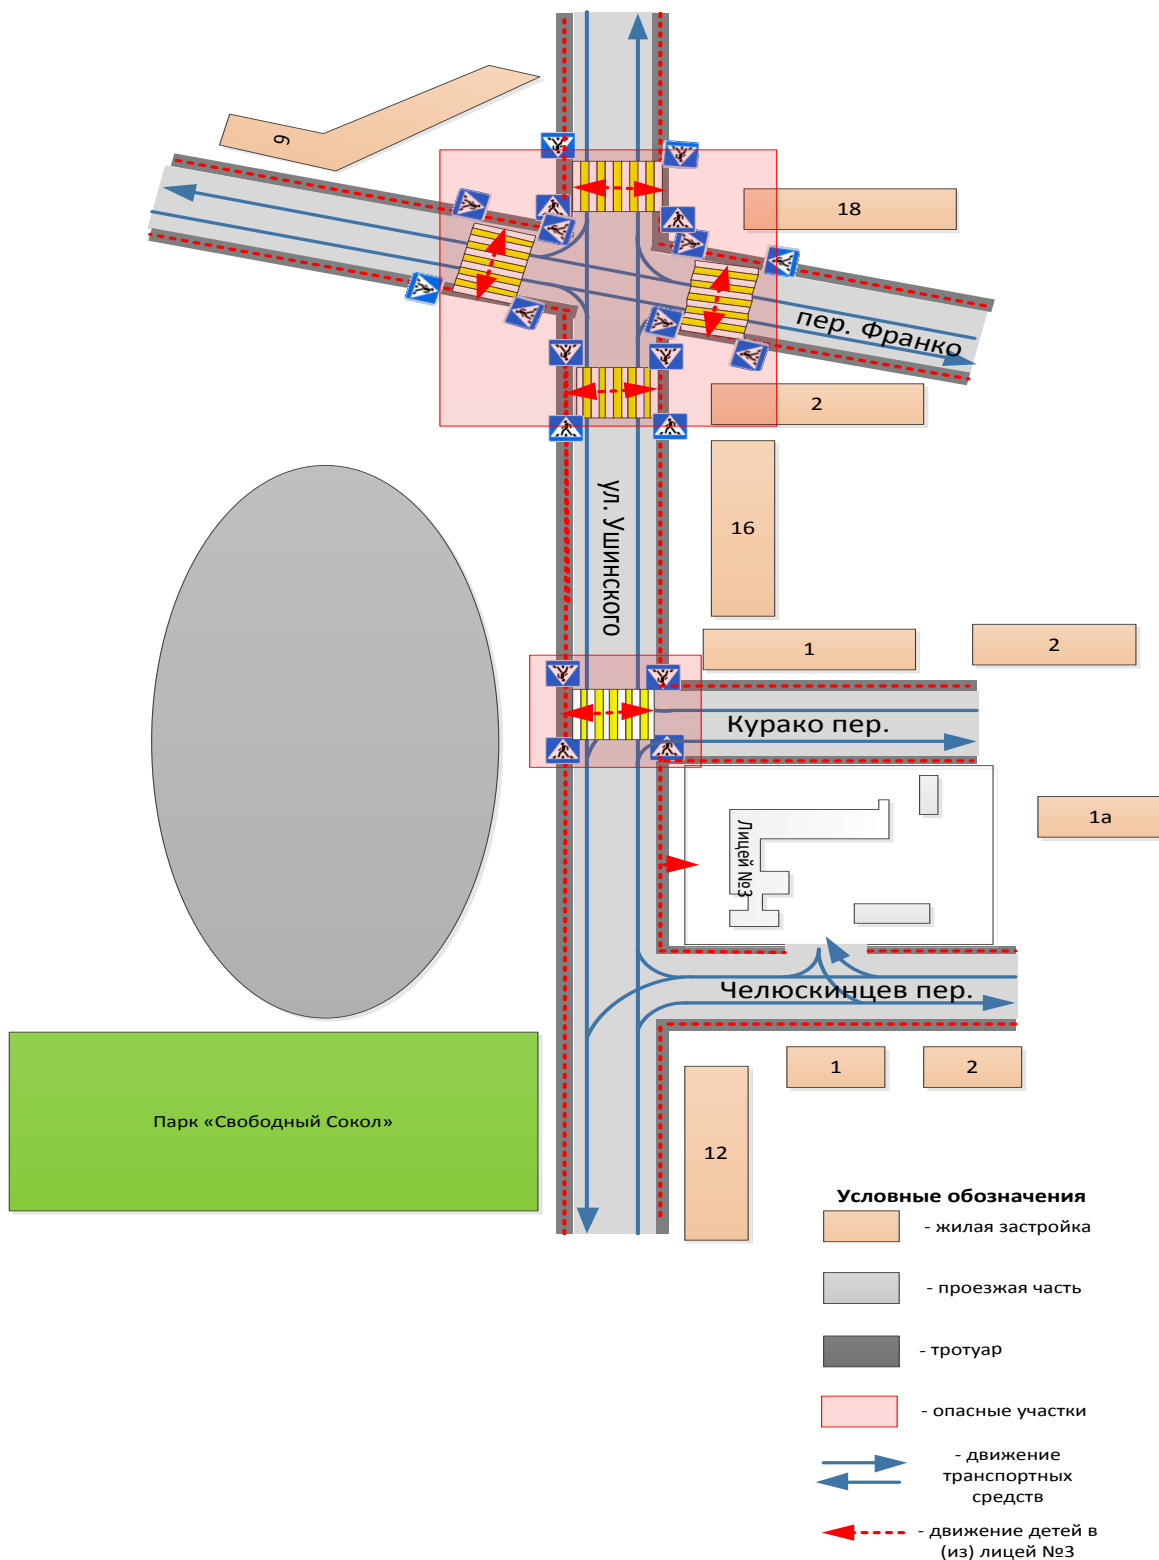 9
18
пер. Франко
2
16
ул. Ушинского
1
2
Курако пер.
1а
Лицей №3
Челюскинцев пер.
1
2
Парк «Свободный Сокол»
12
Условные обозначения
- жилая застройка
- проезжая часть
- тротуар
- опасные участки
- движение
транспортных
средств
- движение детей в
(из) лицей №3